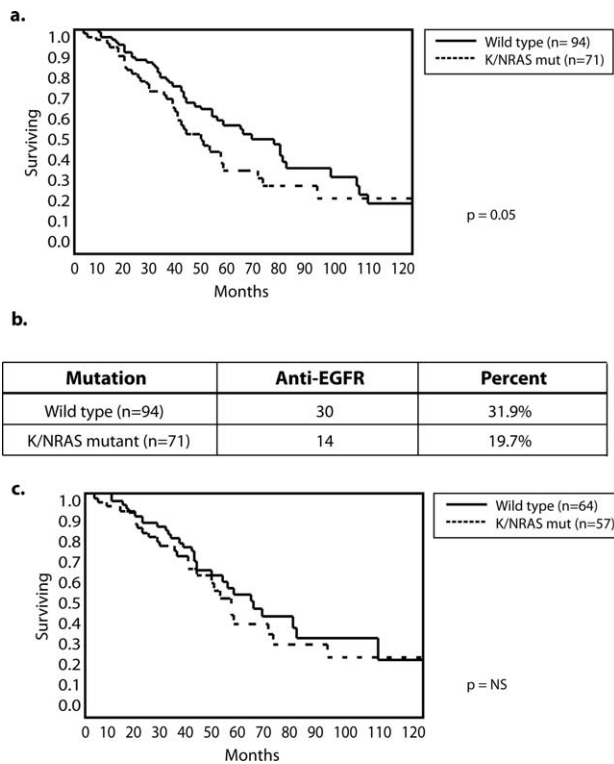 a.
1.0
0.9
0.8
0.7
0.6
0.5
0.4
0.3
0.2
0.1
0.0
Surviving
0 10 20 30 40 50 60 70 80 90 100 110 120
Months
Wild type (n= 94)
K/NRAS mut (n=71)
p = 0.05
b.
Mutation Anti-EGFR Percent
Wild type (n=94) 30 31.9%
K/NRAS mutant (n=71) 14 19.7%
c.
1.0
0.9
0.8
0.7
0.6
0.5
0.4
0.3
0.2
0.1
0.0
Surviving
0 10 20 30 40 50 60 70 80 90 100 110 120
Months
Wild type (n=64)
K/NRAS mut (n=57)
p = NS